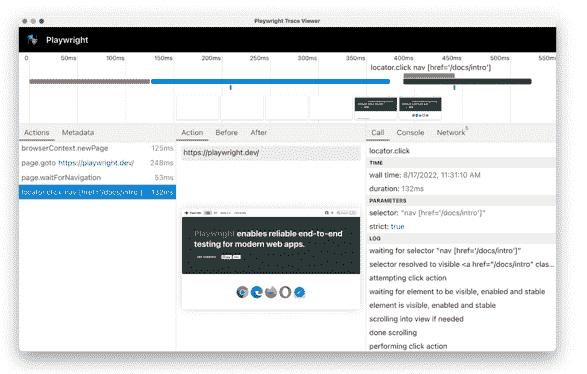 Playwright Trace Viewer
Playwright
0 50ms 100ms 150ms 200ms 250ms 300ms 350ms 400ms 450ms 500ms 550ms
locator.click nav [href='/docs/intro']
Actions Metadata
browserContext.newPage 125ms
page.goto https://playwright.dev/ 248ms
page.waitForNavigation 53ms
locator.click nav [href='/docs/intro'] 132ms
Action Before After
https://playwright.dev/
Playwright enables reliable end-to-end
testing for modern web apps.
Call Console Network 5
locator.click
TIME
wall time: 8/17/2022, 11:31:10 AM
duration: 132ms
PARAMETERS
selector: "nav [href='/docs/intro']"
strict: true
LOG
waiting for selector "nav [href='/docs/intro']"
selector resolved to visible <a href="/docs/intro" clas…
attempting click action
waiting for element to be visible, enabled and stable
element is visible, enabled and stable
scrolling into view if needed
done scrolling
performing click action